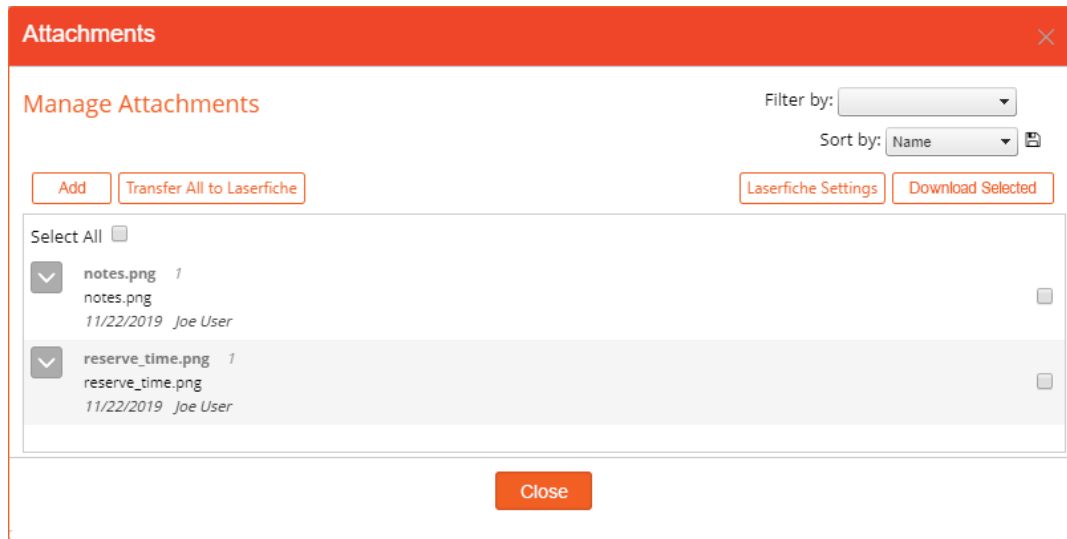 Attachments
Manage Attachments
Filter by:
Sort by: Name
Add Transfer All to Laserfiche Laserfiche Settings Download Selected
Select All
notes.png 1
notes.png
11/22/2019 Joe User
reserve_time.png 1
reserve_time.png
11/22/2019 Joe User
Close